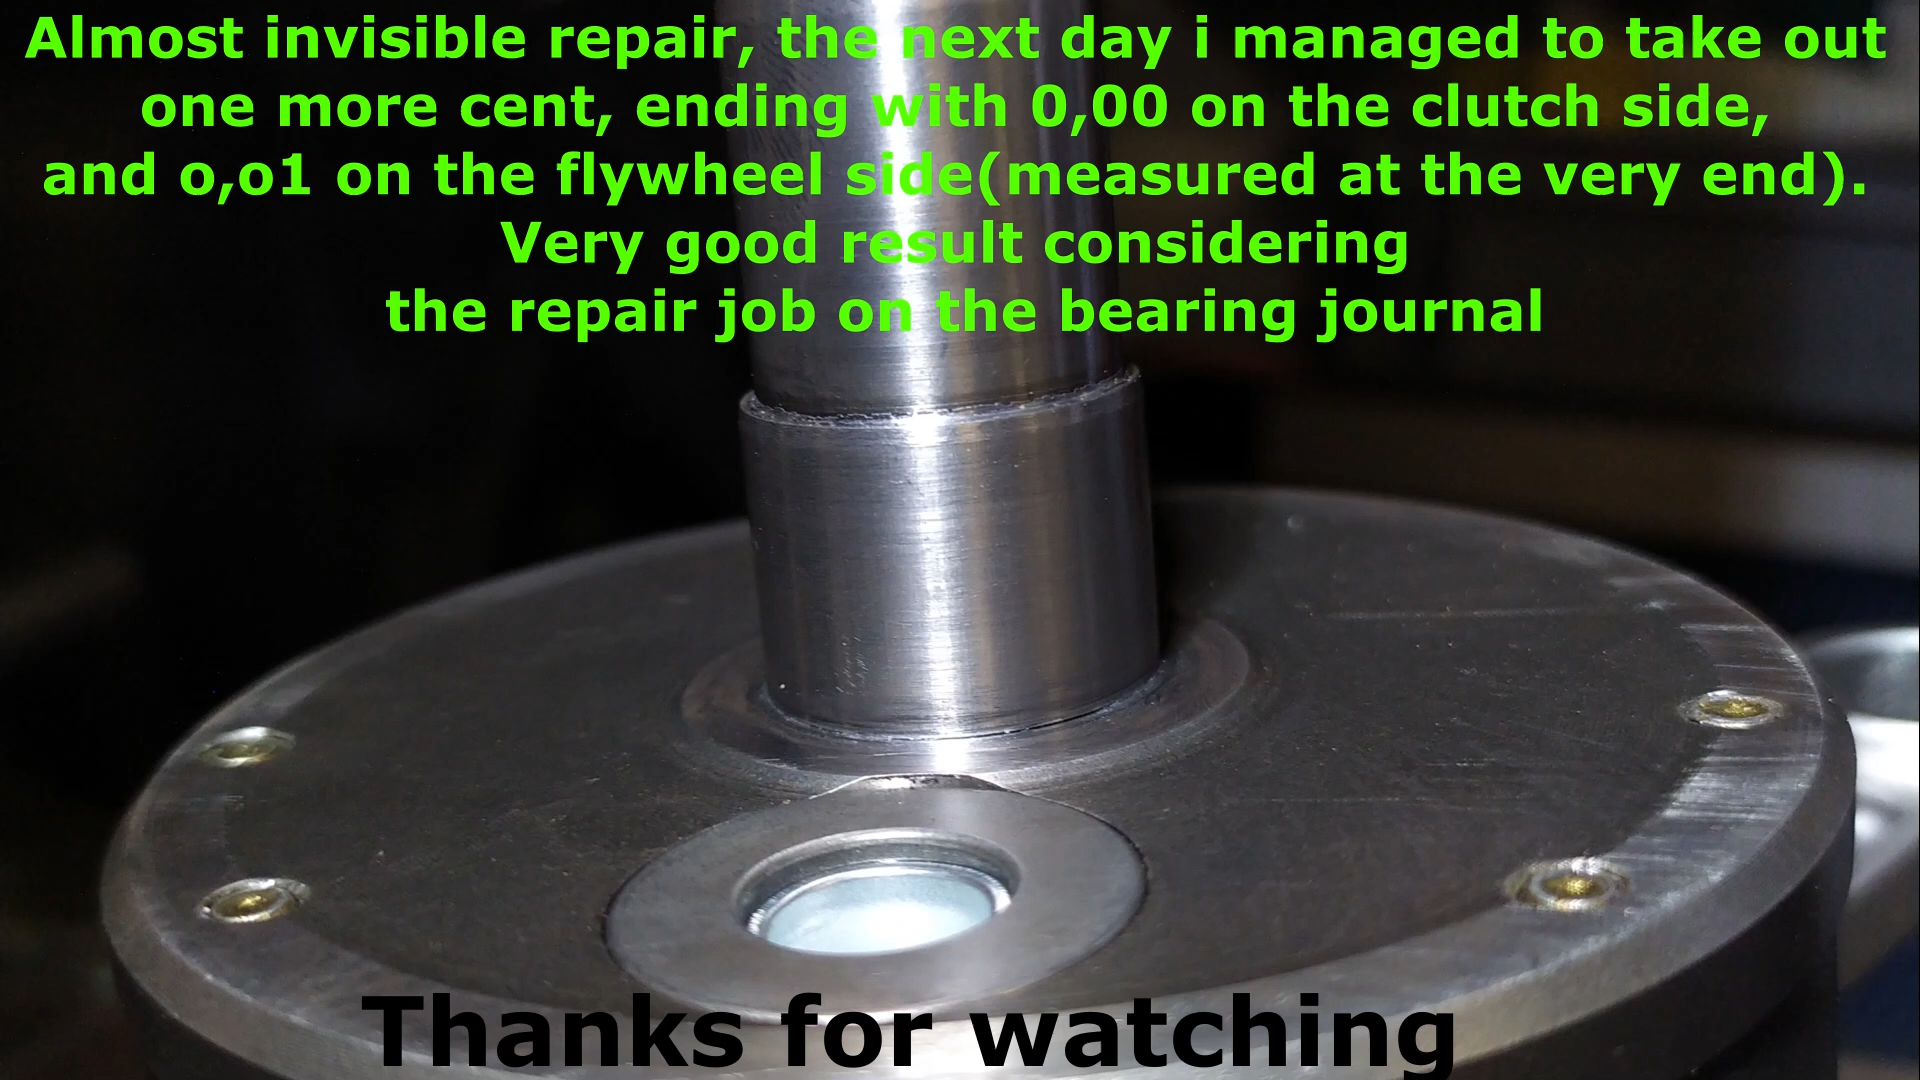 Almost invisible repair, the next day i managed to take out
one more cent, ending with 0,00 on the clutch side,
and o,o1 on the flywheel side(measured at the very end).
Very good result considering
the repair job on the bearing journal
Thanks for watching